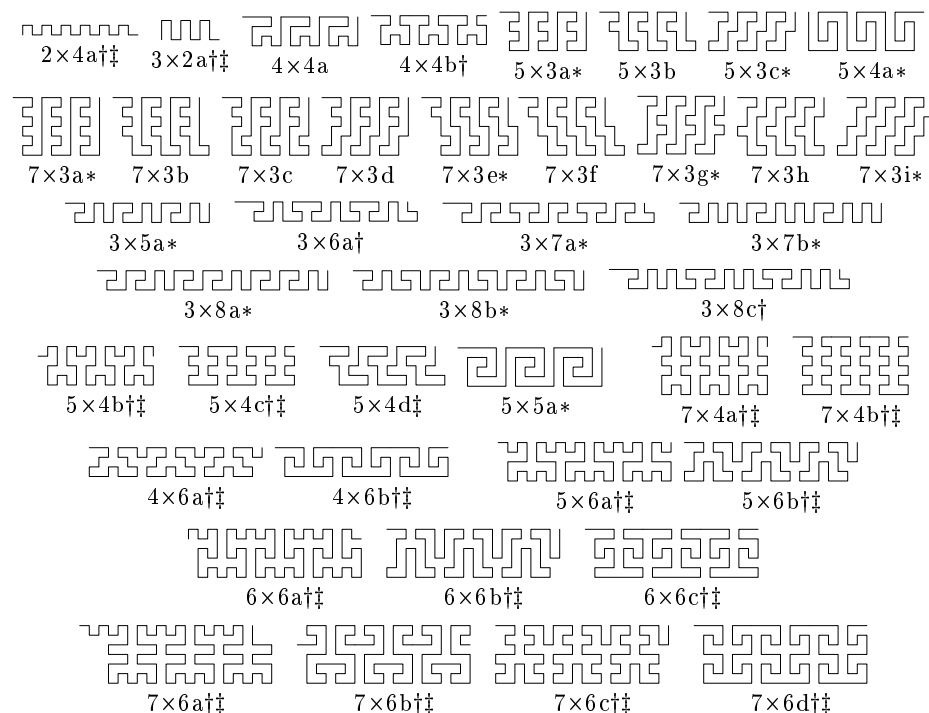 2×4a†‡ 3×2a†‡ 4×4a 4×4b† 5×3a* 5×3b 5×3c* 5×4a*
7×3a* 7×3b 7×3c 7×3d 7×3e* 7×3f 7×3g* 7×3h 7×3i*
3×5a* 3×6a† 3×7a* 3×7b*
3×8a* 3×8b* 3×8c†
5×4b†‡ 5×4c†‡ 5×4d‡ 5×5a* 7×4a†‡ 7×4b†‡
4×6a†‡ 4×6b†‡ 5×6a†‡ 5×6b†‡
6×6a†‡ 6×6b†‡ 6×6c†‡
7×6a†‡ 7×6b†‡ 7×6c†‡ 7×6d†‡